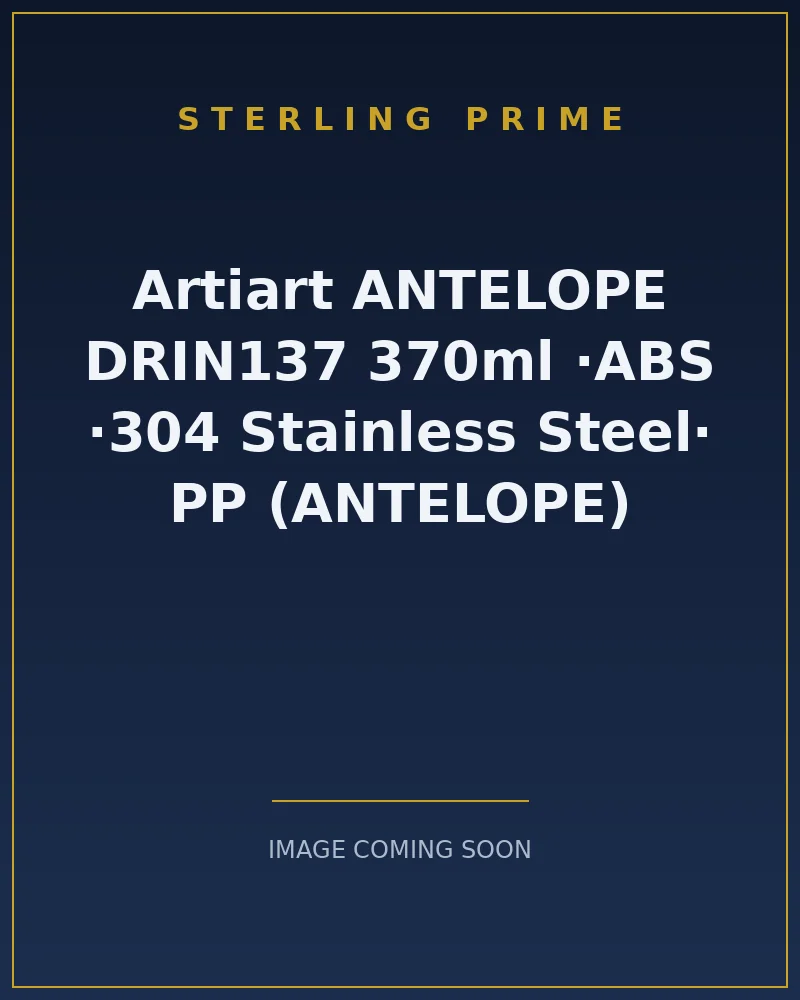 STERLING PRIME
Artiart ANTELOPE
DRIN137 370ml ·ABS
·304 Stainless Steel·
PP (ANTELOPE)
IMAGE COMING SOON